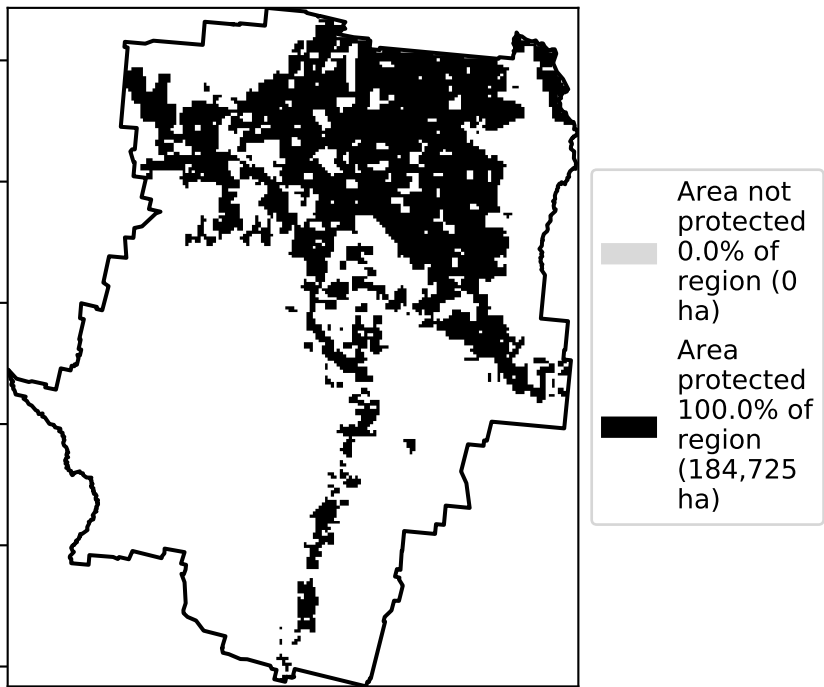 Area not
protected
0.0% of
region (0
ha)
Area
protected
100.0% of
region
(184,725
ha)